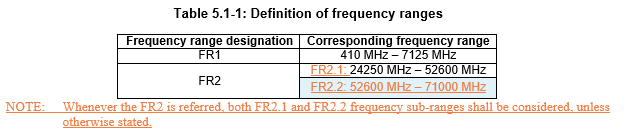 Table 5.1-1: Definition of frequency ranges
Frequency range designation Corresponding frequency range
FR1 410 MHz – 7125 MHz
FR2 FR2.1: 24250 MHz – 52600 MHz
FR2.2: 52600 MHz – 71000 MHz
NOTE: Whenever the FR2 is referred, both FR2.1 and FR2.2 frequency sub-ranges shall be considered, unless
otherwise stated.